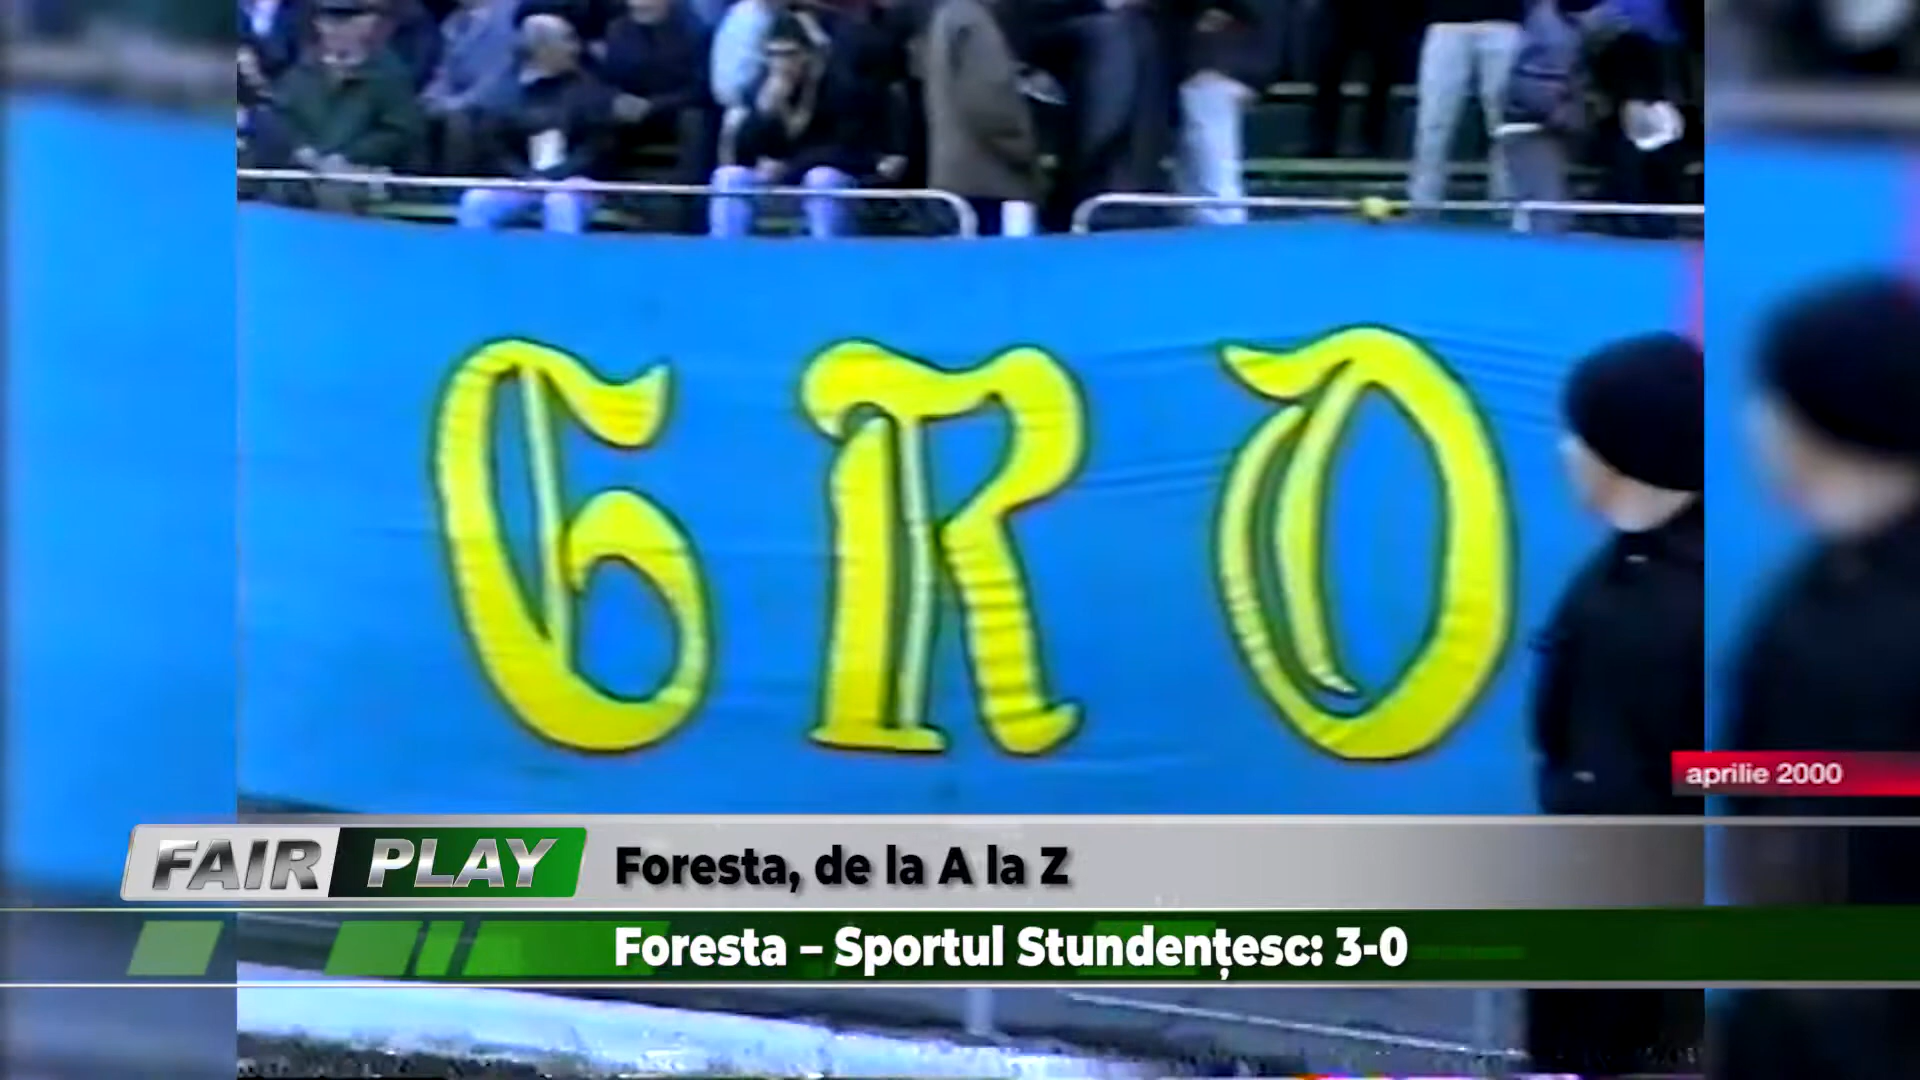 GRO
aprilie 2000
FAIR PLAY
Foresta, de la A la Z
Foresta – Sportul Stundențesc: 3-0